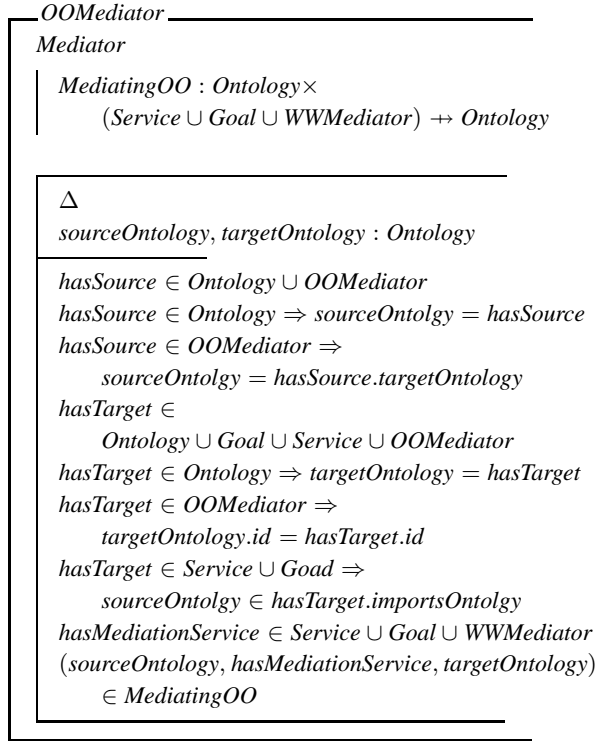 OOMediator
Mediator
MediatingOO : Ontology×
(Service ∪ Goal ∪ WWMediator) ⇸ Ontology
Δ
sourceOntology, targetOntology : Ontology
hasSource ∈ Ontology ∪ OOMediator
hasSource ∈ Ontology ⇒ sourceOntolgy = hasSource
hasSource ∈ OOMediator ⇒
sourceOntolgy = hasSource.targetOntology
hasTarget ∈
Ontology ∪ Goal ∪ Service ∪ OOMediator
hasTarget ∈ Ontology ⇒ targetOntology = hasTarget
hasTarget ∈ OOMediator ⇒
targetOntology.id = hasTarget.id
hasTarget ∈ Service ∪ Goad ⇒
sourceOntolgy ∈ hasTarget.importsOntolgy
hasMediationService ∈ Service ∪ Goal ∪ WWMediator
(sourceOntology, hasMediationService, targetOntology)
∈ MediatingOO